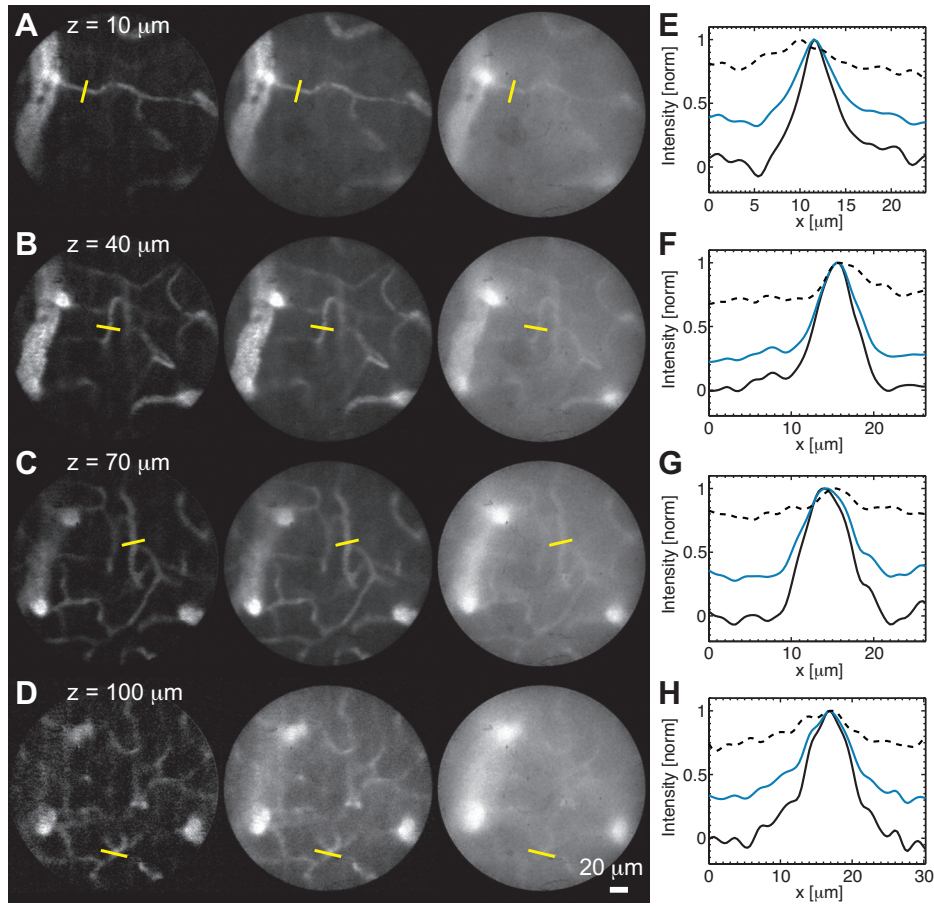 A
z = 10 µm
B
z = 40 µm
C
z = 70 µm
D
z = 100 µm
20 µm
E
Intensity [norm]
1
0.5
0
0 5 10 15 20
x [µm]
F
Intensity [norm]
1
0.5
0
0 10 20
x [µm]
G
Intensity [norm]
1
0.5
0
0 10 20 30
x [µm]
H
Intensity [norm]
1
0.5
0
0 10 20 30
x [µm]